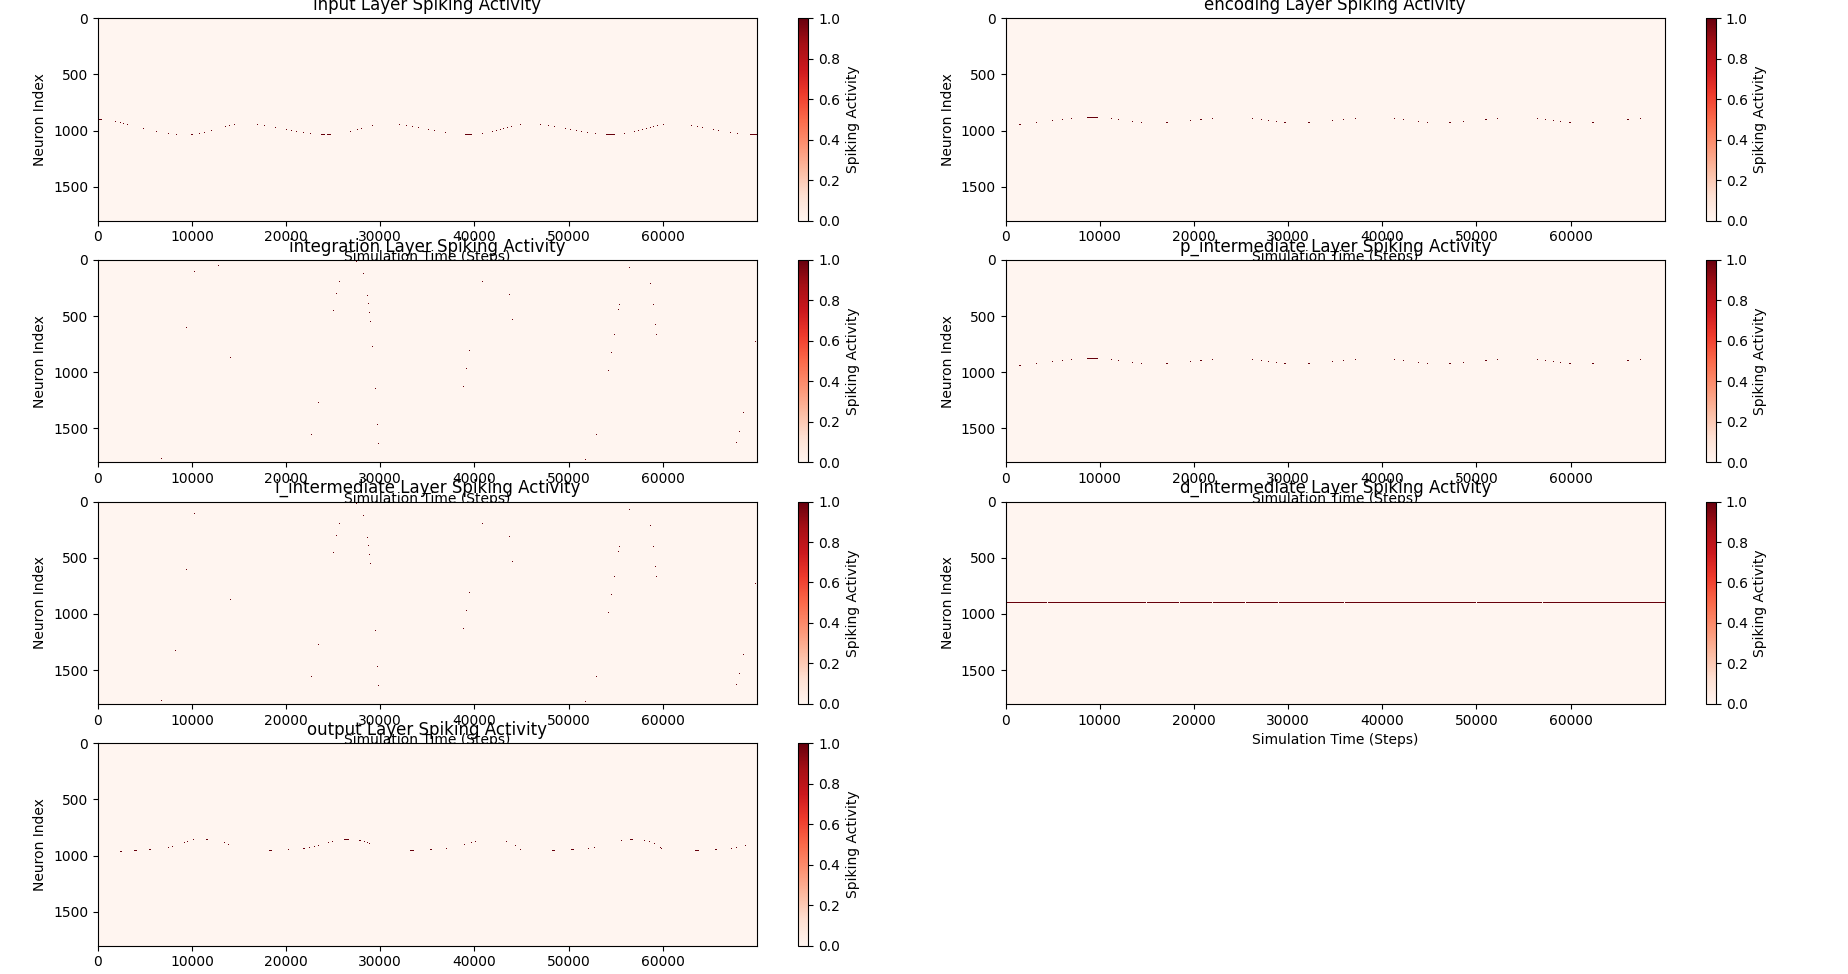 input Layer Spiking Activity
0
500
1000
1500
Neuron Index
0 10000 20000 30000 40000 50000 60000
Simulation Time (Steps)
1.0
0.8
0.6
0.4
0.2
0.0
Spiking Activity
encoding Layer Spiking Activity
0
500
1000
1500
Neuron Index
0 10000 20000 30000 40000 50000 60000
Simulation Time (Steps)
1.0
0.8
0.6
0.4
0.2
0.0
Spiking Activity
integration Layer Spiking Activity
0
500
1000
1500
Neuron Index
0 10000 20000 30000 40000 50000 60000
Simulation Time (Steps)
1.0
0.8
0.6
0.4
0.2
0.0
Spiking Activity
p_intermediate Layer Spiking Activity
0
500
1000
1500
Neuron Index
0 10000 20000 30000 40000 50000 60000
Simulation Time (Steps)
1.0
0.8
0.6
0.4
0.2
0.0
Spiking Activity
i_intermediate Layer Spiking Activity
0
500
1000
1500
Neuron Index
0 10000 20000 30000 40000 50000 60000
Simulation Time (Steps)
1.0
0.8
0.6
0.4
0.2
0.0
Spiking Activity
d_intermediate Layer Spiking Activity
0
500
1000
1500
Neuron Index
0 10000 20000 30000 40000 50000 60000
Simulation Time (Steps)
1.0
0.8
0.6
0.4
0.2
0.0
Spiking Activity
output Layer Spiking Activity
0
500
1000
1500
Neuron Index
0 10000 20000 30000 40000 50000 60000
1.0
0.8
0.6
0.4
0.2
0.0
Spiking Activity